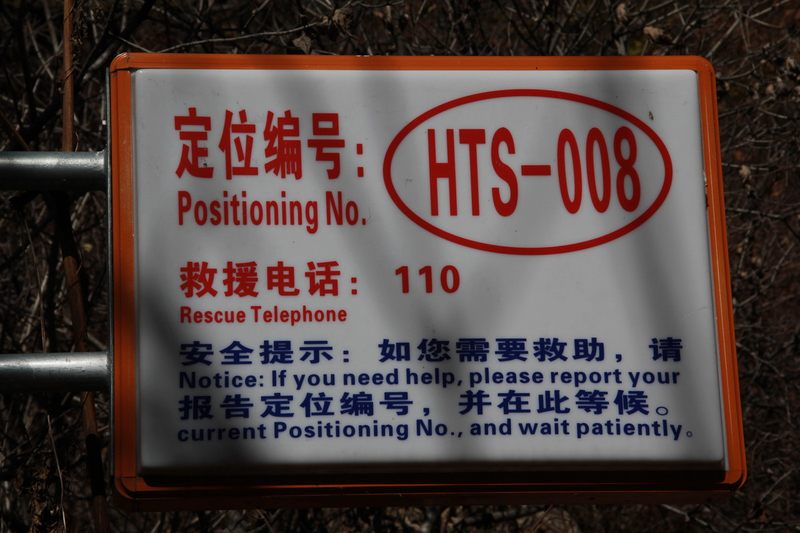 定位编号:
HTS-008
Positioning No.
救援电话: 110
Rescue Telephone
安全提示:如您需要救助,请
Notice: If you need help, please report your
报告定位编号,并在此等候。
current Positioning No., and wait patiently。